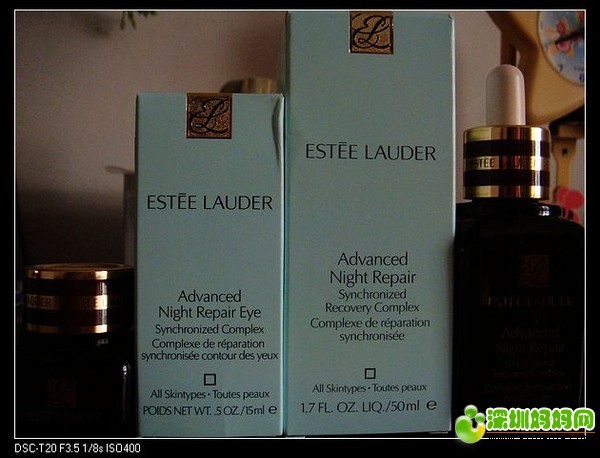 ESTĒE LAUDER
Advanced
Night Repair Eye
Synchronized Complex
Complexe de réparation
synchronisée contour des yeux
All Skintypes • Toutes peaux
POIDS NET WT. .5 OZ./15ml ℮
ESTĒE LAUDER
Advanced
Night Repair
Synchronized
Recovery Complex
Complexe de réparation
synchronisée
All Skintypes • Toutes peaux
1.7 FL. OZ. LIQ./50ml ℮
ESTĒE LAUDER
ESTĒE LAUDER
Advanced
Night Repair
深圳妈妈网
DSC-T20 F3.5 1/8s ISO400